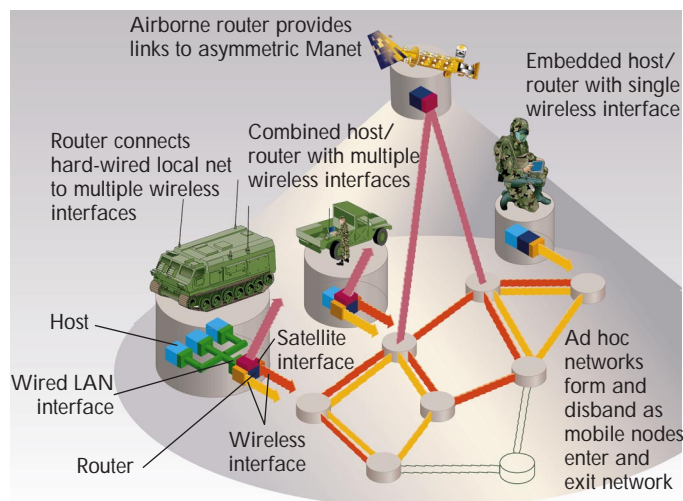 Airborne router provides
links to asymmetric Manet
Embedded host/
router with single
wireless interface
Router connects
hard-wired local net
to multiple wireless
interfaces
Combined host/
router with multiple
wireless interfaces
Host
Satellite
interface
Wired LAN
interface
Wireless
interface
Router
Ad hoc
networks
form and
disband as
mobile nodes
enter and
exit network